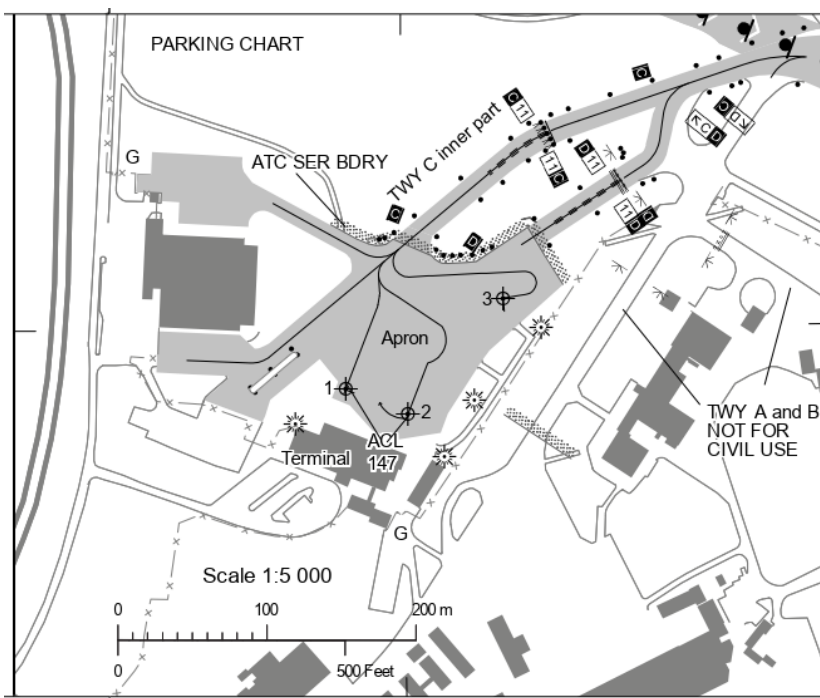 PARKING CHART
C
C
11
D
C
C
D
G
ATC SER BDRY
TWY C inner part
D
11
11
C
C
11
D
D
D
3
Apron
1
2
ACL
147
Terminal
TWY A and B
NOT FOR
CIVIL USE
G
Scale 1:5 000
0 100 200 m
0 500 Feet